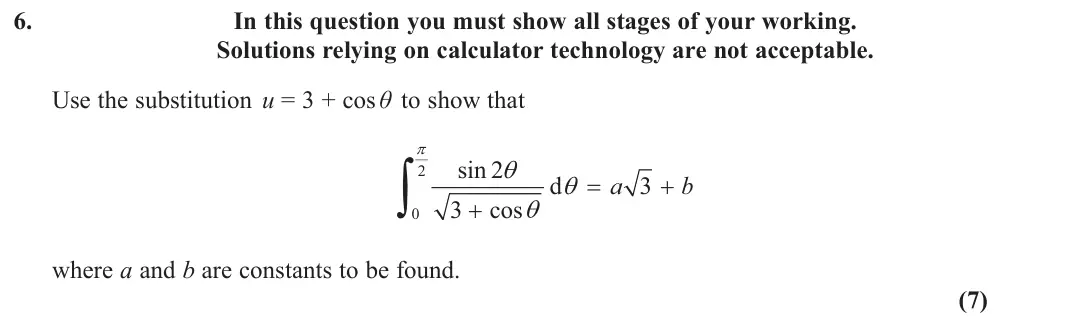 6. In this question you must show all stages of your working.
Solutions relying on calculator technology are not acceptable.
Use the substitution u = 3 + cos θ to show that
∫₀^(π/2) sin 2θ / √(3 + cos θ) dθ = a√3 + b
where a and b are constants to be found.
(7)